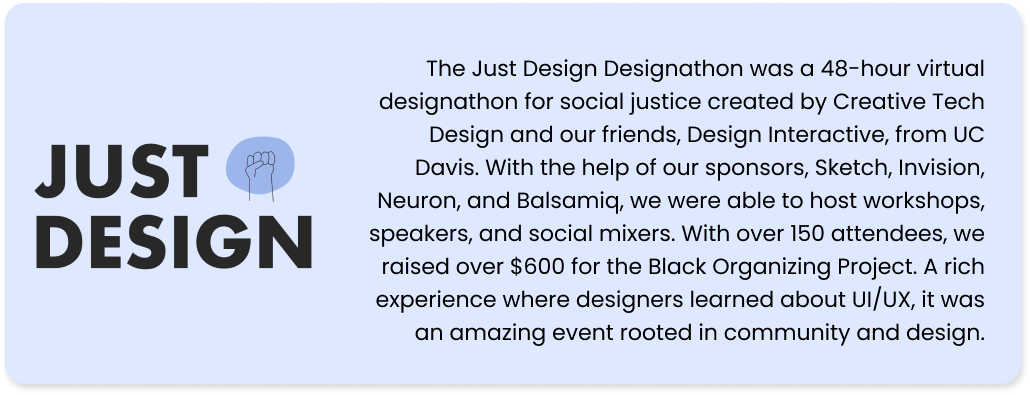 JUST
DESIGN
The Just Design Designathon was a 48-hour virtual
designathon for social justice created by Creative Tech
Design and our friends, Design Interactive, from UC
Davis. With the help of our sponsors, Sketch, Invision,
Neuron, and Balsamiq, we were able to host workshops,
speakers, and social mixers. With over 150 attendees, we
raised over $600 for the Black Organizing Project. A rich
experience where designers learned about UI/UX, it was
an amazing event rooted in community and design.